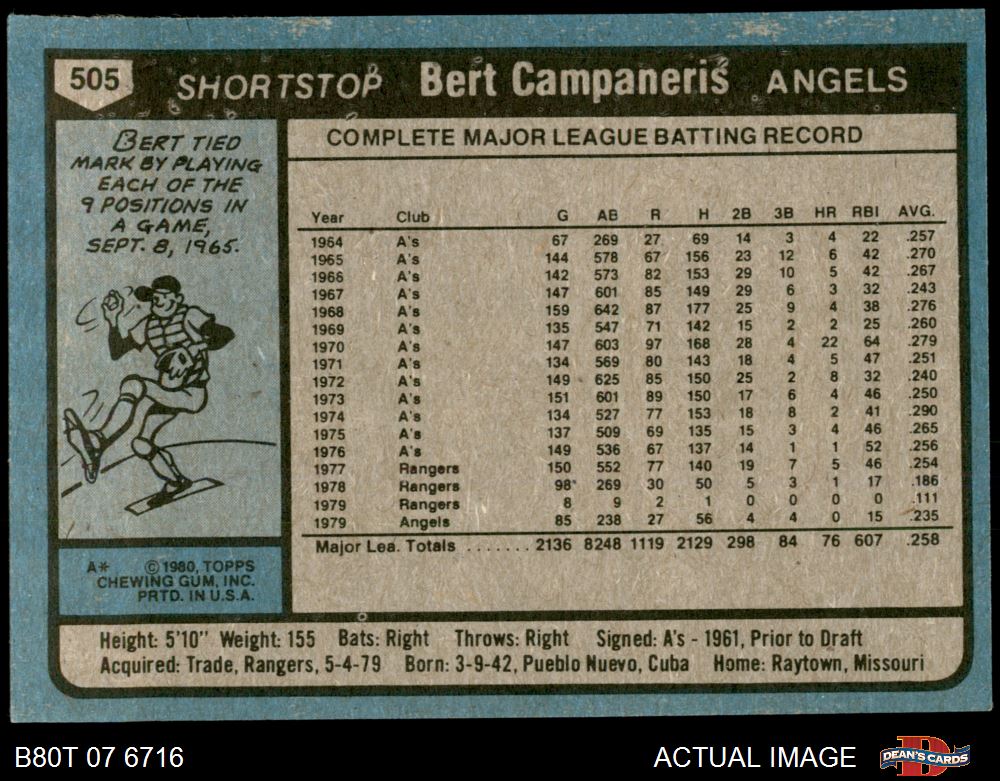 505 SHORTSTOP Bert Campaneris ANGELS
BERT TIED
MARK BY PLAYING
EACH OF THE
9 POSITIONS IN
A GAME,
SEPT. 8, 1965.
COMPLETE MAJOR LEAGUE BATTING RECORD
Year Club G AB R H 2B 3B HR RBI AVG.
1964 A's 67 269 27 69 14 3 4 22 .257
1965 A's 144 578 67 156 23 12 6 42 .270
1966 A's 142 573 82 153 29 10 5 42 .267
1967 A's 147 601 85 149 29 6 3 32 .243
1968 A's 159 642 87 177 25 9 4 38 .276
1969 A's 135 547 71 142 15 2 2 25 .260
1970 A's 147 603 97 168 28 4 22 64 .279
1971 A's 134 569 80 143 18 4 5 47 .251
1972 A's 149 625 85 150 25 2 8 32 .240
1973 A's 151 601 89 150 17 6 4 46 .250
1974 A's 134 527 77 153 18 8 2 41 .290
1975 A's 137 509 69 135 15 3 4 46 .265
1976 A's 149 536 67 137 14 1 1 52 .256
1977 Rangers 150 552 77 140 19 7 5 46 .254
1978 Rangers 98 269 30 50 5 3 1 17 .186
1979 Rangers 8 9 2 1 0 0 0 0 .111
1979 Angels 85 238 27 56 4 4 0 15 .235
Major Lea. Totals ....... 2136 8248 1119 2129 298 84 76 607 .258
A* © 1980, TOPPS
CHEWING GUM, INC.
PRTD. IN U.S.A.
Height: 5'10" Weight: 155 Bats: Right Throws: Right Signed: A's - 1961, Prior to Draft
Acquired: Trade, Rangers, 5-4-79 Born: 3-9-42, Pueblo Nuevo, Cuba Home: Raytown, Missouri
B80T 07 6716 ACTUAL IMAGE DEAN'S CARDS